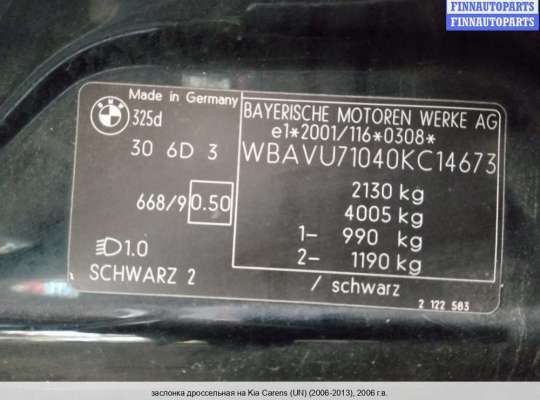 FINNAUTOPARTS
FINNAUTOPARTS
Made in Germany
BMW
325d
30 6D 3
668/9 0.50
1.0
SCHWARZ 2
BAYERISCHE MOTOREN WERKE AG
e1*2001/116*0308*
WBAVU71040KC14673
2130 kg
4005 kg
1- 990 kg
2- 1190 kg
/ schwarz
2 122 583
заслонка дроссельная на Kia Carens (UN) (2006-2013), 2006 г.в.